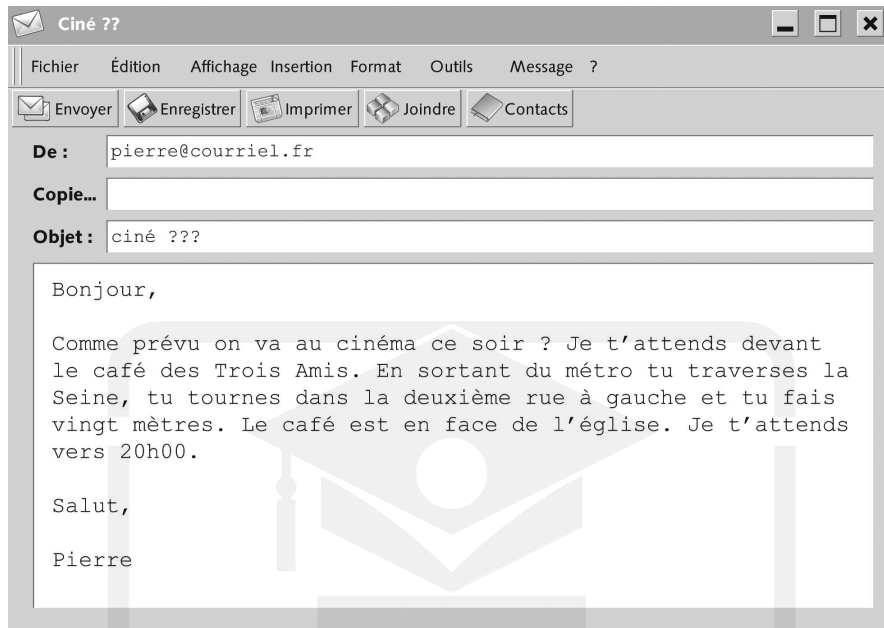 Ciné ??
Fichier Édition Affichage Insertion Format Outils Message ?
Envoyer Enregistrer Imprimer Joindre Contacts
De : pierre@courriel.fr
Copie...
Objet : ciné ???
Bonjour,
Comme prévu on va au cinéma ce soir ? Je t’attends devant
le café des Trois Amis. En sortant du métro tu traverses la
Seine, tu tournes dans la deuxième rue à gauche et tu fais
vingt mètres. Le café est en face de l’église. Je t’attends
vers 20h00.
Salut,
Pierre